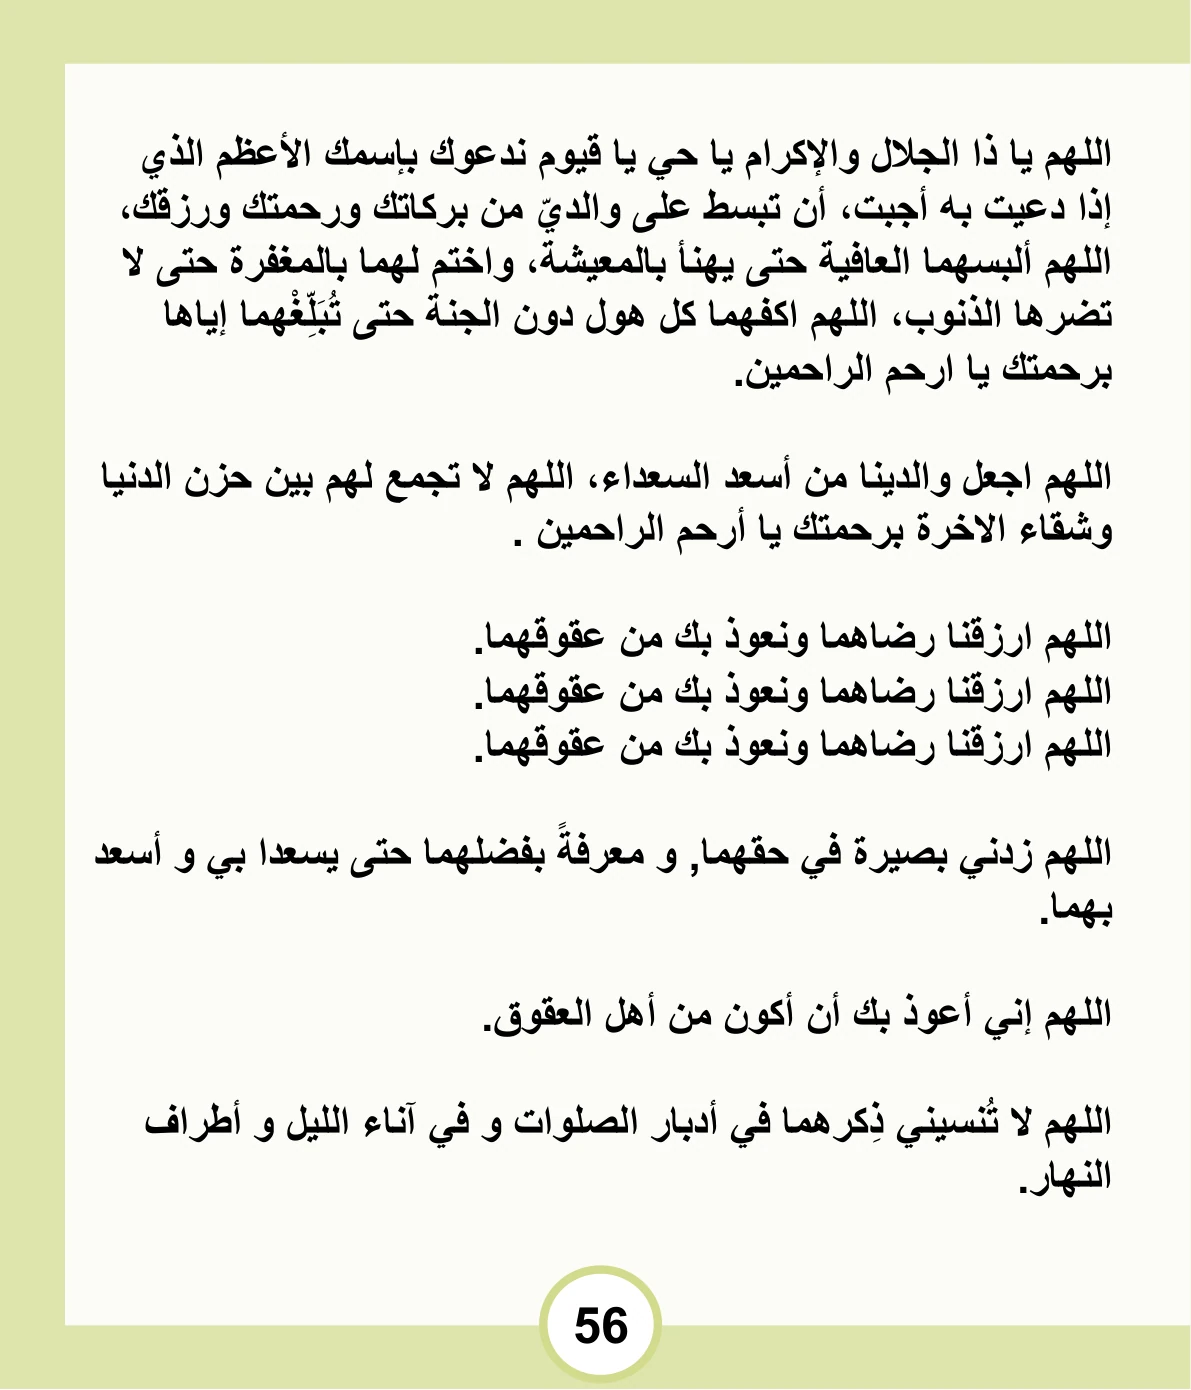 اللهم يا ذا الجلال والإكرام يا حي يا قيوم ندعوك بإسمك الأعظم الذي
إذا دعيت به أجبت، أن تبسط على والديّ من بركاتك ورحمتك ورزقك،
اللهم ألبسهما العافية حتى يهنأ بالمعيشة، واختم لهما بالمغفرة حتى لا
تضرها الذنوب، اللهم اكفهما كل هول دون الجنة حتى تُبَلِّغْهما إياها
برحمتك يا ارحم الراحمين.
اللهم اجعل والدينا من أسعد السعداء، اللهم لا تجمع لهم بين حزن الدنيا
وشقاء الاخرة برحمتك يا أرحم الراحمين .
اللهم ارزقنا رضاهما ونعوذ بك من عقوقهما.
اللهم ارزقنا رضاهما ونعوذ بك من عقوقهما.
اللهم ارزقنا رضاهما ونعوذ بك من عقوقهما.
اللهم زدني بصيرة في حقهما, و معرفةً بفضلهما حتى يسعدا بي و أسعد
بهما.
اللهم إني أعوذ بك أن أكون من أهل العقوق.
اللهم لا تُنسيني ذِكرهما في أدبار الصلوات و في آناء الليل و أطراف
النهار.
56